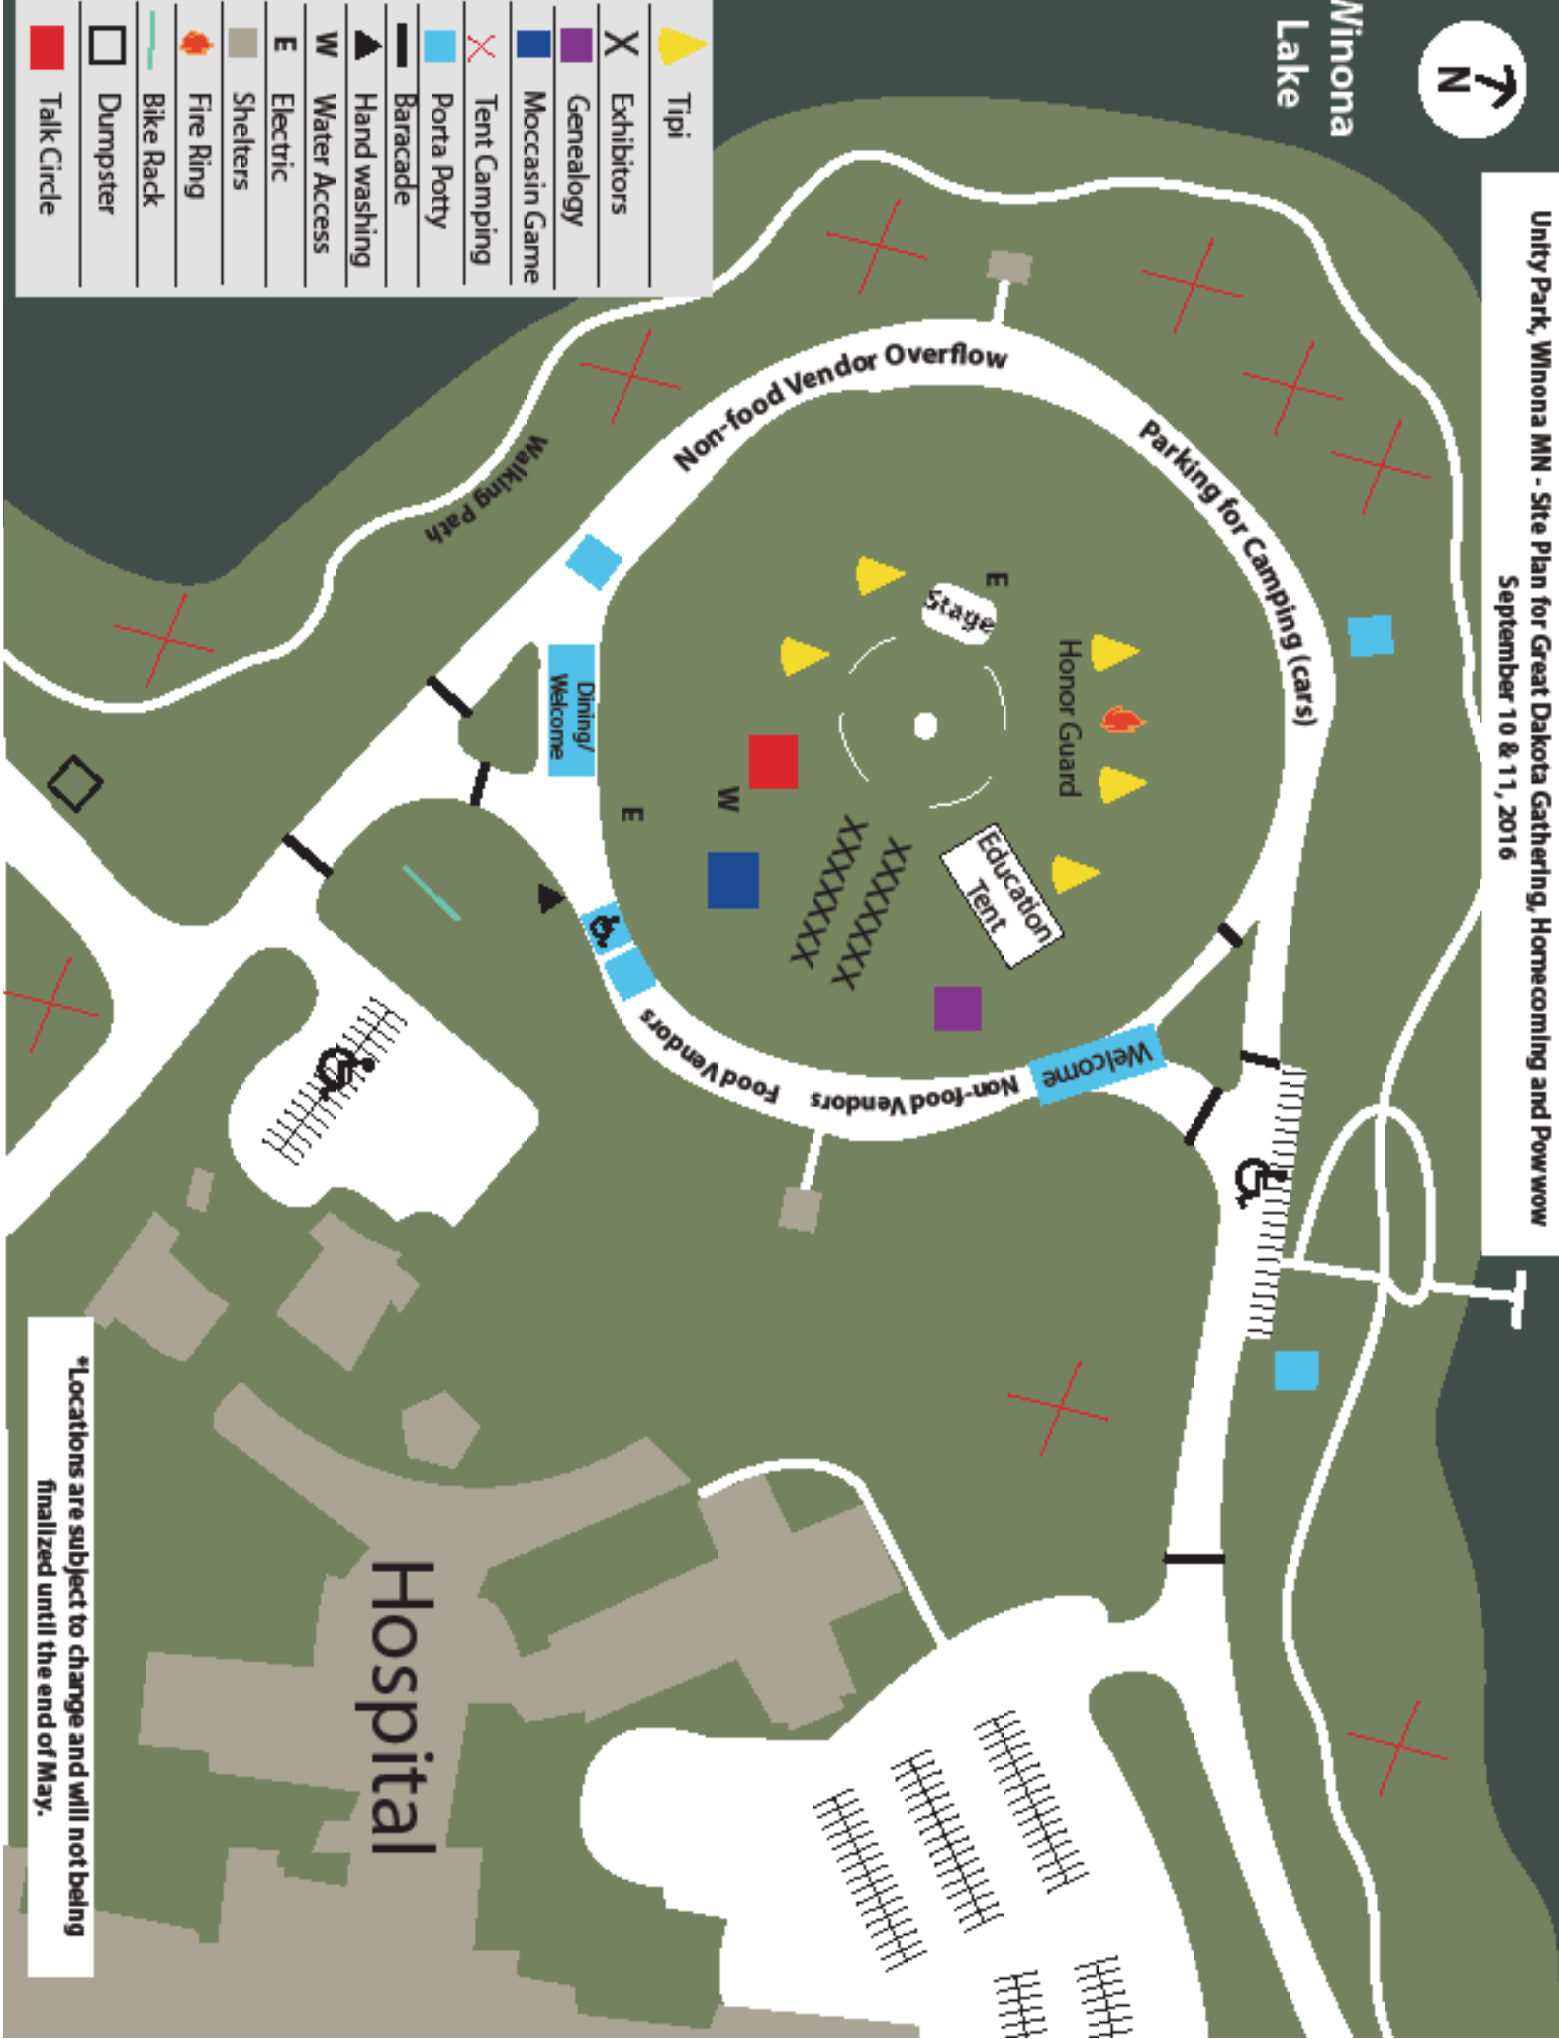 Unity Park, Winona MN - Site Plan for Great Dakota Gathering, Homecoming and Powwow
September 10 & 11, 2016
N
Winona
Lake
Tipi
Exhibitors
Genealogy
Moccasin Game
Tent Camping
Porta Potty
Baracade
Hand washing
W Water Access
E Electric
Shelters
Fire Ring
Bike Rack
Dumpster
Talk Circle
X
Non-food Vendor Overflow
Parking for Camping (cars)
Walking Path
E
Stage
Honor Guard
Dining/
Welcome
W
E
XXXXXXXX
XXXXXXXX
Education
Tent
Welcome
Non-food Vendors
Food Vendors
Hospital
*Locations are subject to change and will not being
finalized until the end of May.